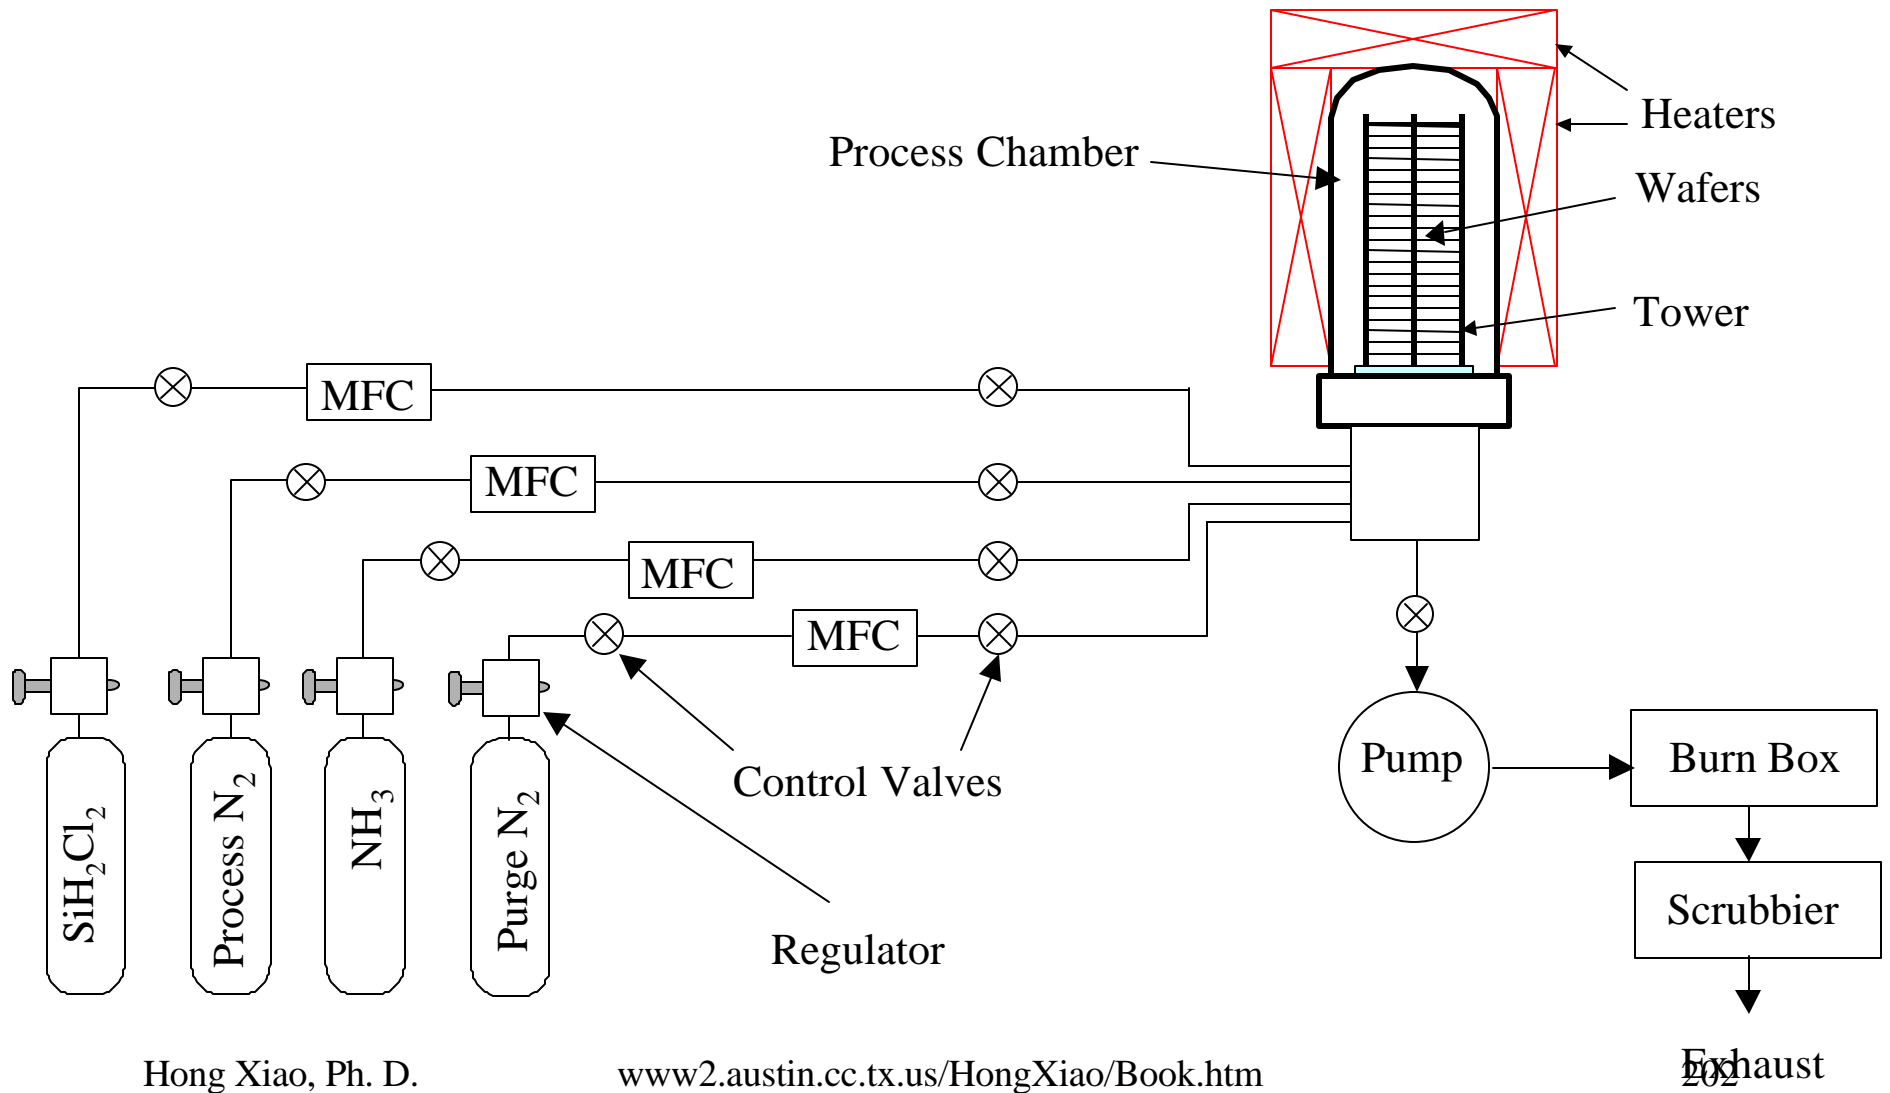 Heaters
Process Chamber
Wafers
Tower
MFC
MFC
MFC
MFC
Control Valves
Pump
Burn Box
SiH₂Cl₂
Process N₂
NH₃
Purge N₂
Regulator
Scrubbier
Exhaust
Hong Xiao, Ph. D.
www2.austin.cc.tx.us/HongXiao/Book.htm
202